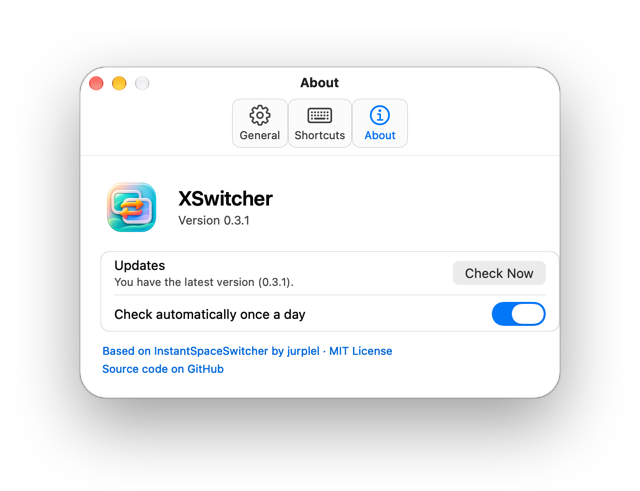 About
General
Shortcuts
About
XSwitcher
Version 0.3.1
Updates
You have the latest version (0.3.1).
Check Now
Check automatically once a day
Based on InstantSpaceSwitcher by jurplel · MIT License
Source code on GitHub